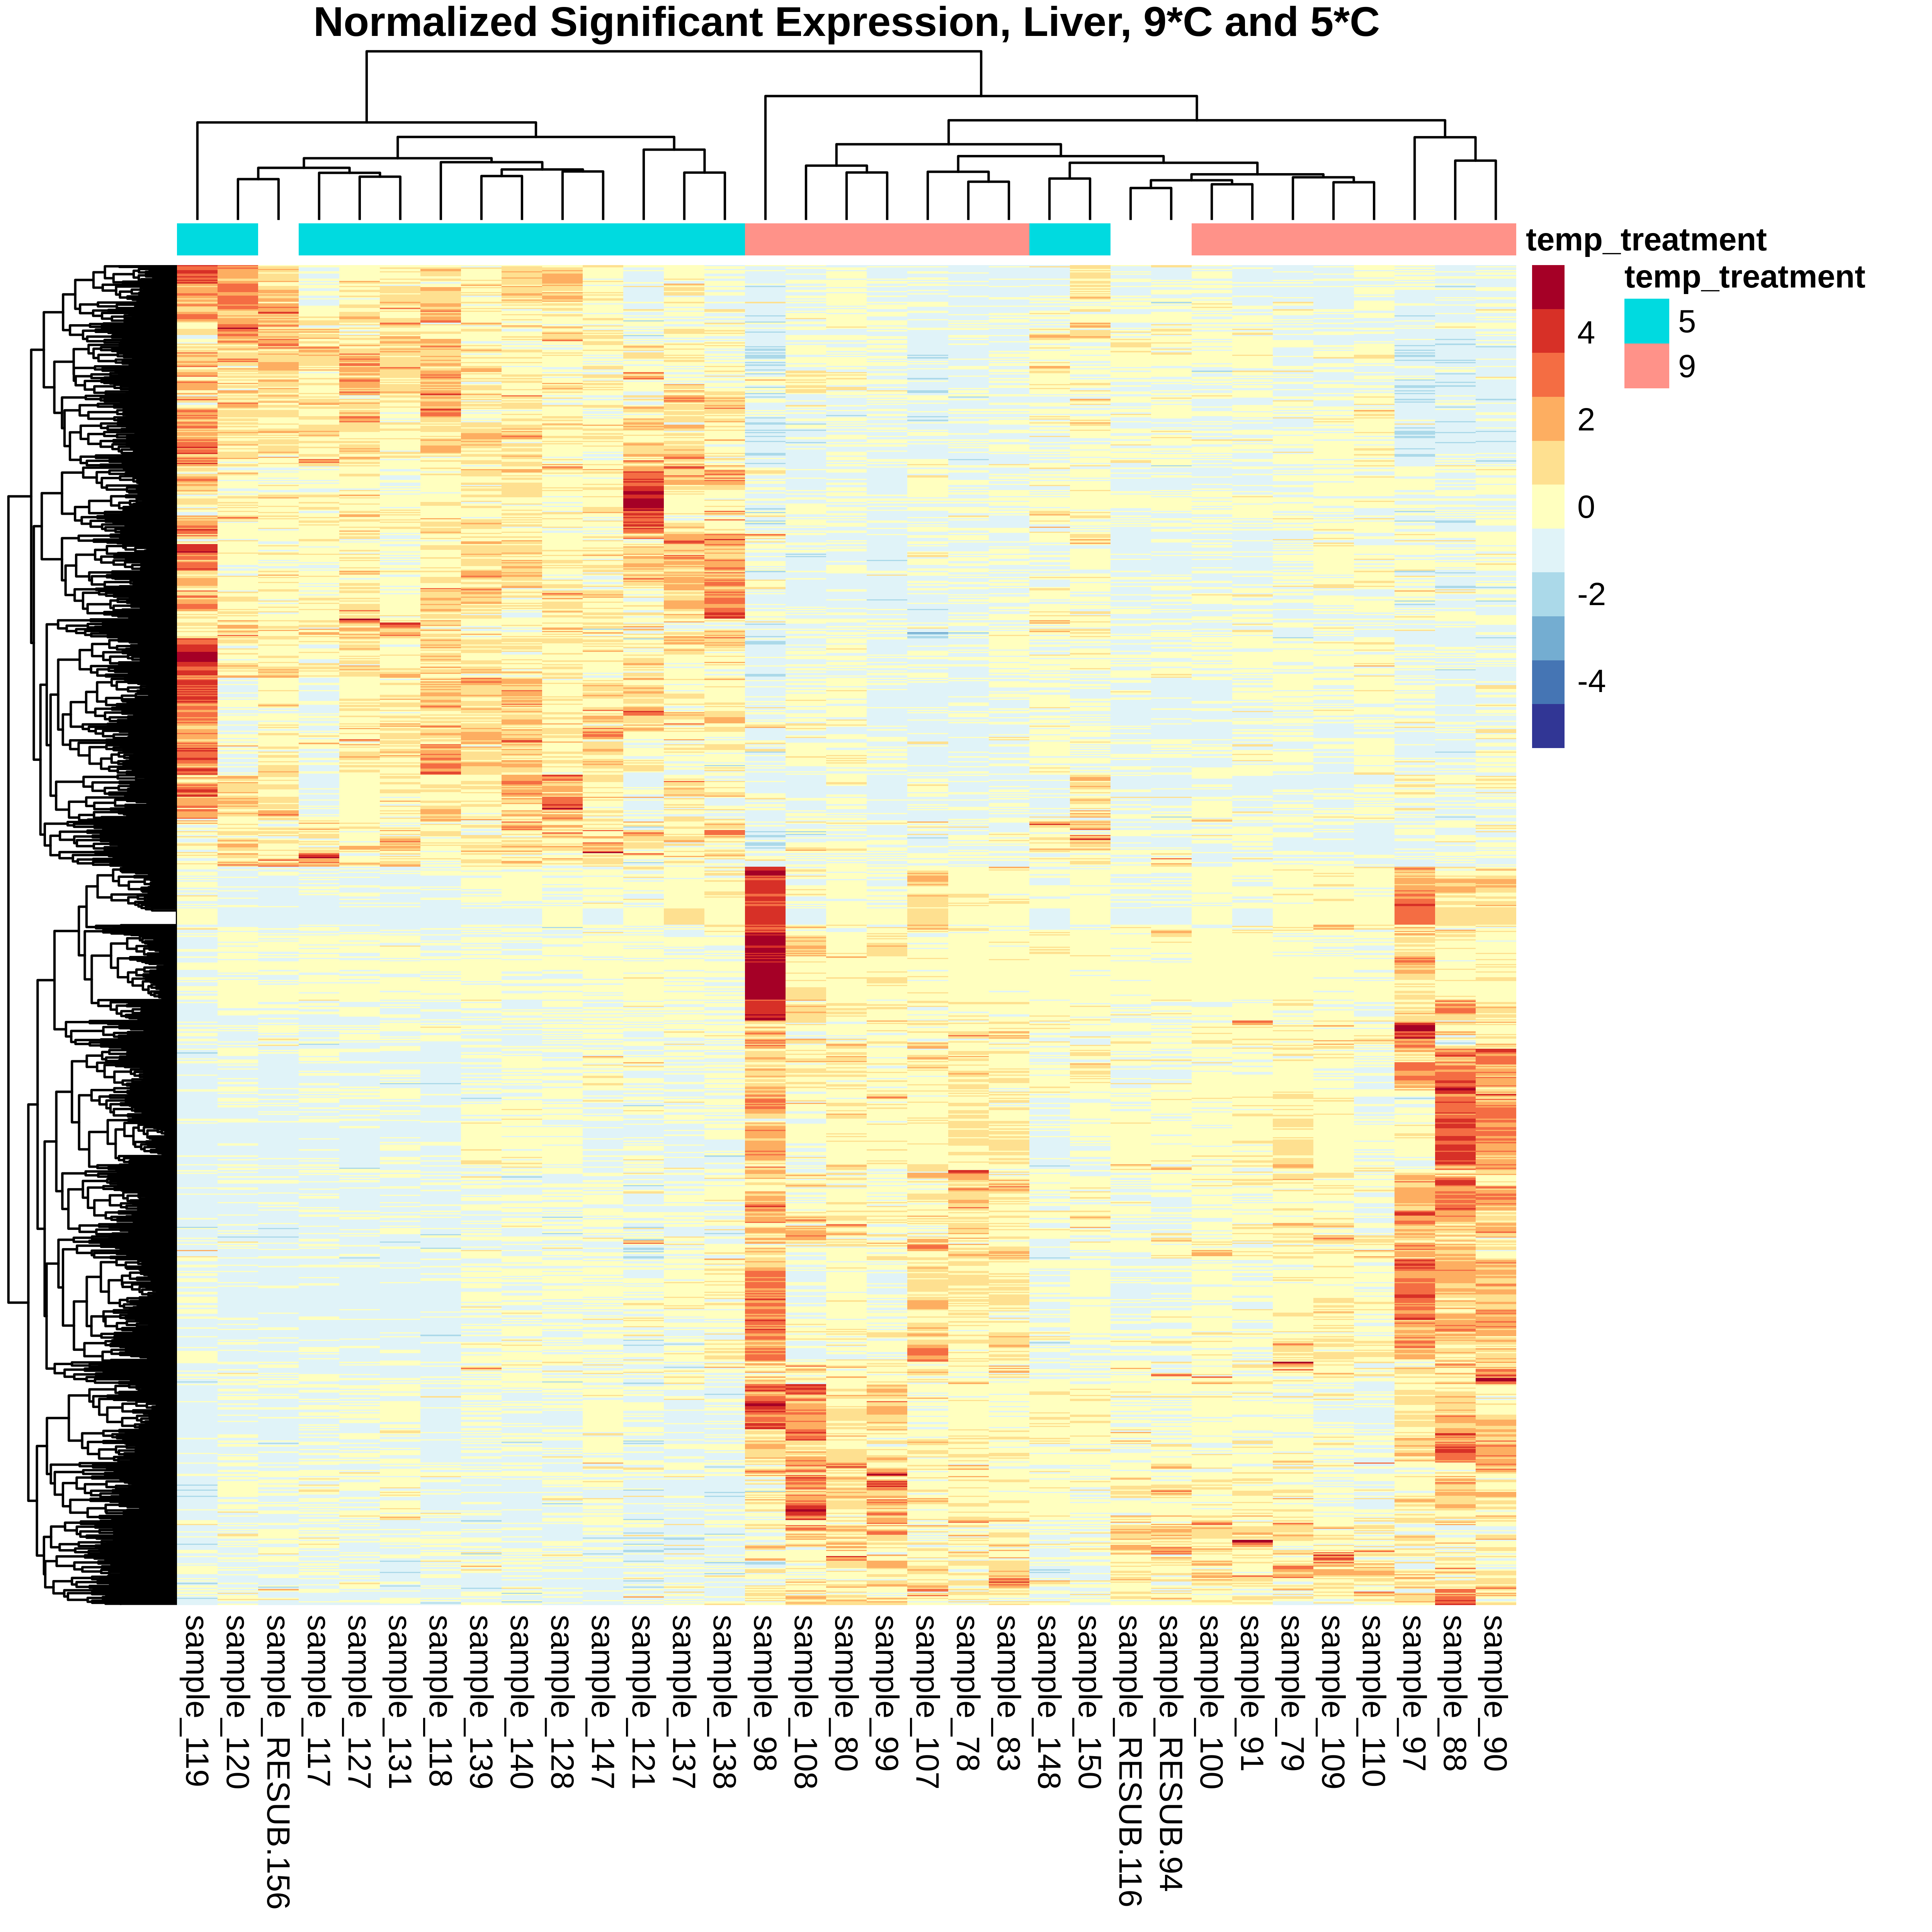 Normalized Significant Expression, Liver, 9*C and 5*C
temp_treatment
temp_treatment
5
9
4
2
0
-2
-4
sample_119
sample_120
sample_RESUB.156
sample_117
sample_127
sample_131
sample_118
sample_139
sample_140
sample_128
sample_147
sample_121
sample_137
sample_138
sample_98
sample_108
sample_80
sample_99
sample_107
sample_78
sample_83
sample_148
sample_150
sample_RESUB.116
sample_RESUB.94
sample_100
sample_91
sample_79
sample_109
sample_110
sample_97
sample_88
sample_90